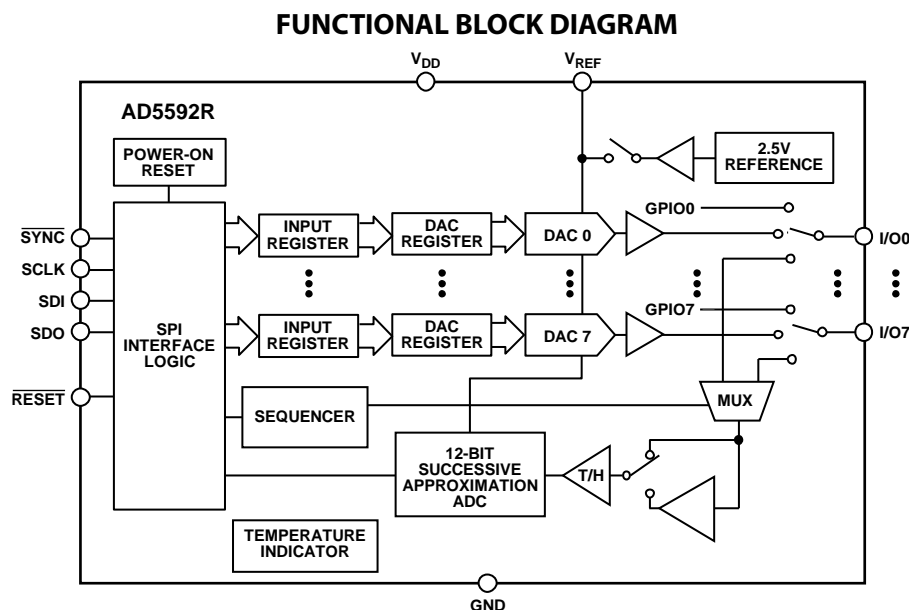 FUNCTIONAL BLOCK DIAGRAM
VDD
VREF
AD5592R
POWER-ON
RESET
2.5V
REFERENCE
SYNC
SCLK
SDI
SDO
RESET
SPI
INTERFACE
LOGIC
INPUT
REGISTER
DAC
REGISTER
DAC 0
GPIO0
I/O0
INPUT
REGISTER
DAC
REGISTER
DAC 7
GPIO7
I/O7
SEQUENCER
MUX
12-BIT
SUCCESSIVE
APPROXIMATION
ADC
T/H
TEMPERATURE
INDICATOR
GND